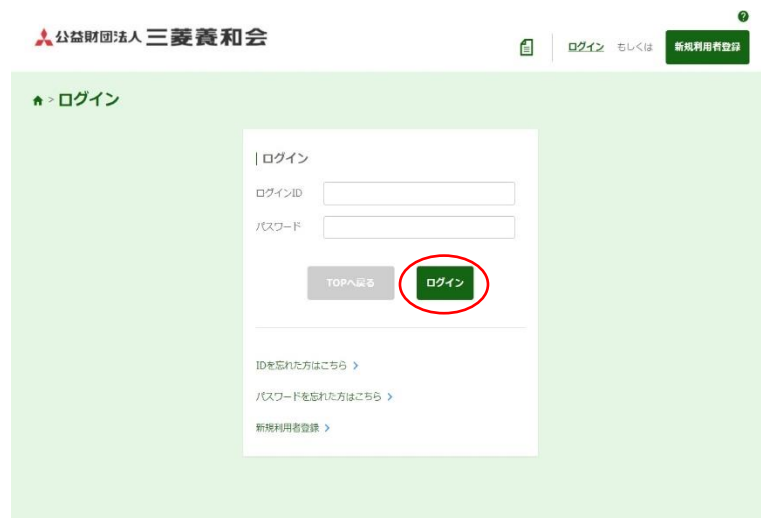 公益財団法人 三菱養和会
ログイン もしくは 新規利用者登録
> ログイン
ログイン
ログインID
パスワード
TOPへ戻る ログイン
IDを忘れた方はこちら >
パスワードを忘れた方はこちら >
新規利用者登録 >